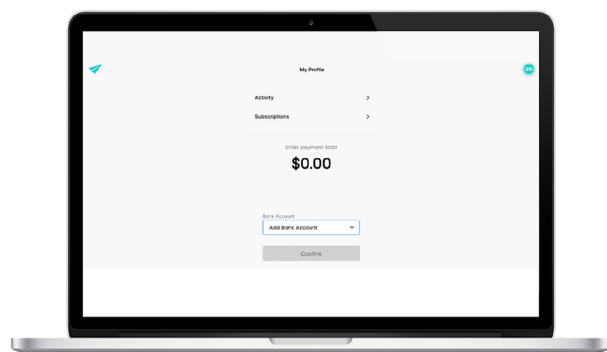 My Profile
Activity
Subscriptions
Enter payment total
$0.00
Bank Account
Add Bank Account
Confirm